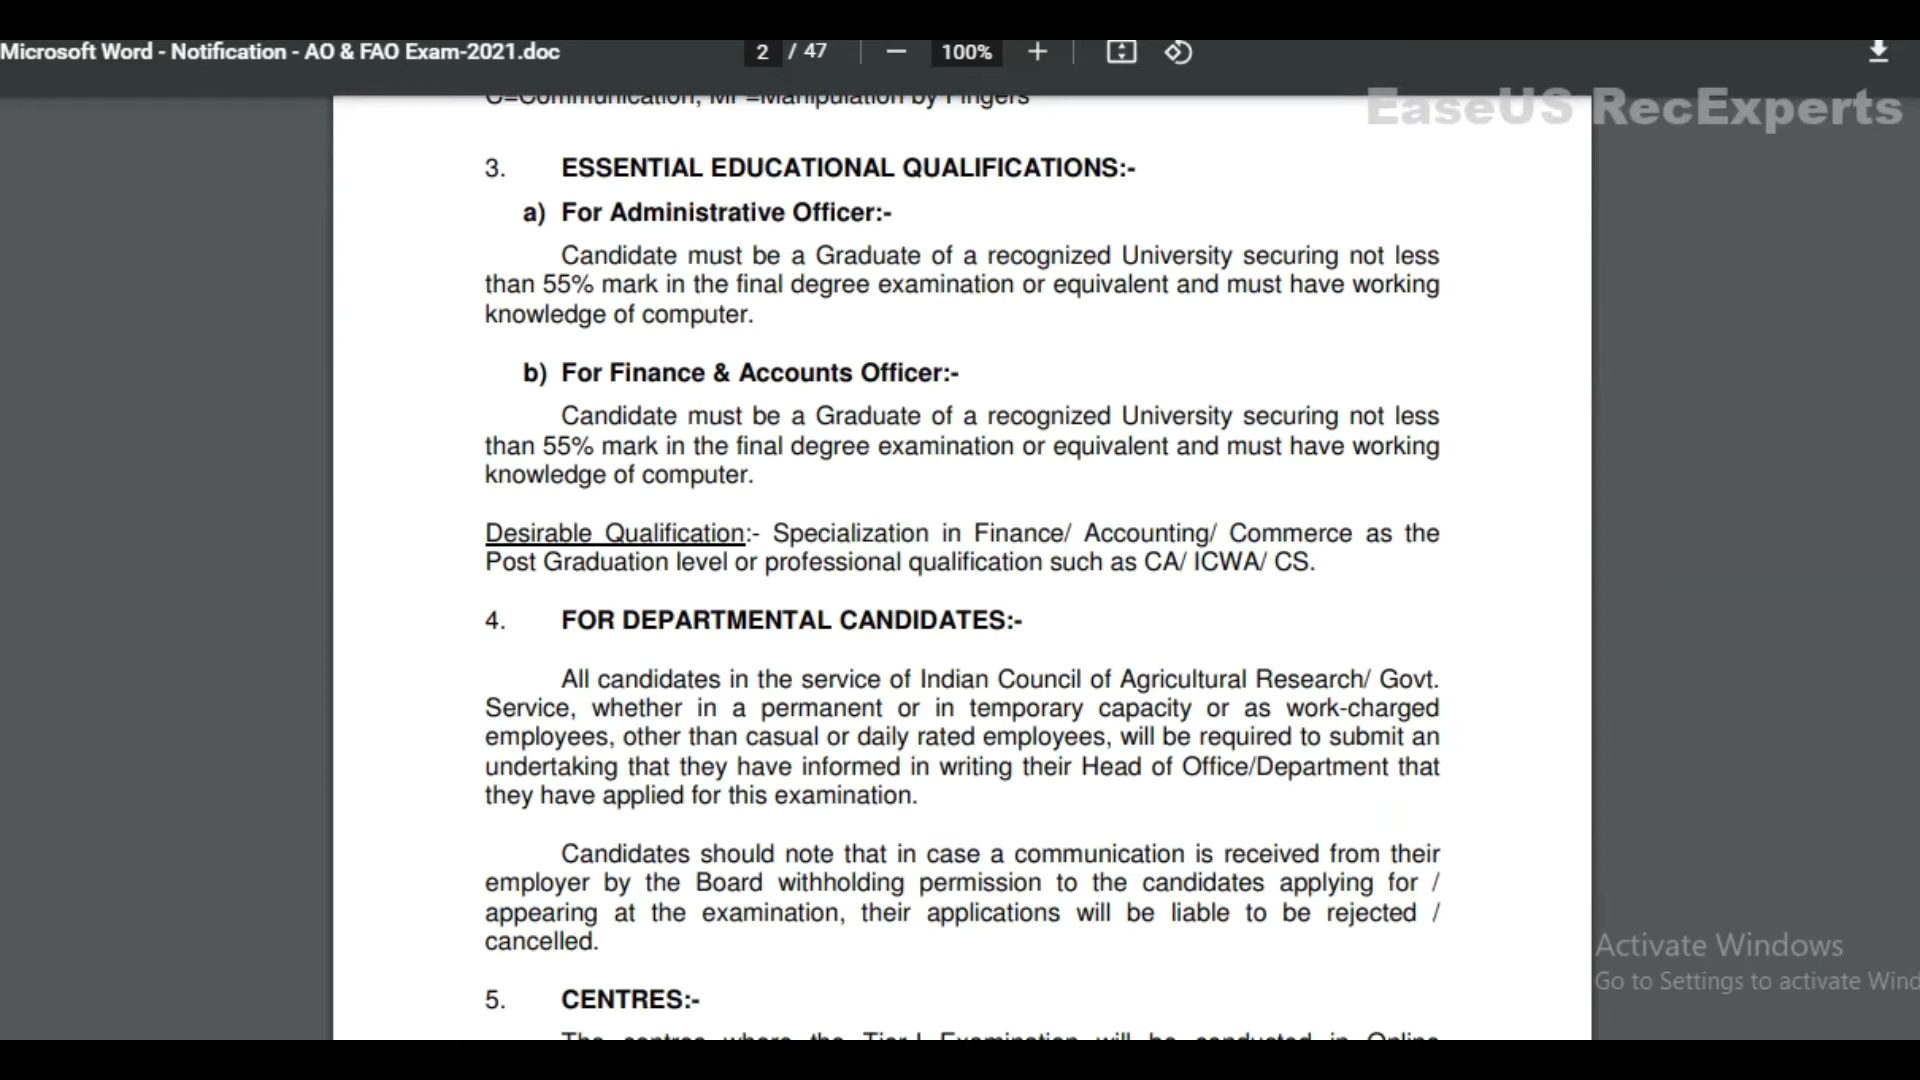 Microsoft Word - Notification - AO & FAO Exam-2021.doc
2 / 47
100%
C=Communication, MF=Manipulation by Fingers
EaseUS RecExperts
3. ESSENTIAL EDUCATIONAL QUALIFICATIONS:-
a) For Administrative Officer:-
Candidate must be a Graduate of a recognized University securing not less
than 55% mark in the final degree examination or equivalent and must have working
knowledge of computer.
b) For Finance & Accounts Officer:-
Candidate must be a Graduate of a recognized University securing not less
than 55% mark in the final degree examination or equivalent and must have working
knowledge of computer.
Desirable Qualification:- Specialization in Finance/ Accounting/ Commerce as the
Post Graduation level or professional qualification such as CA/ ICWA/ CS.
4. FOR DEPARTMENTAL CANDIDATES:-
All candidates in the service of Indian Council of Agricultural Research/ Govt.
Service, whether in a permanent or in temporary capacity or as work-charged
employees, other than casual or daily rated employees, will be required to submit an
undertaking that they have informed in writing their Head of Office/Department that
they have applied for this examination.
Candidates should note that in case a communication is received from their
employer by the Board withholding permission to the candidates applying for /
appearing at the examination, their applications will be liable to be rejected /
cancelled.
Activate Windows
Go to Settings to activate Wind
5. CENTRES:-
The centres where the Tier-I Examination will be conducted in Online